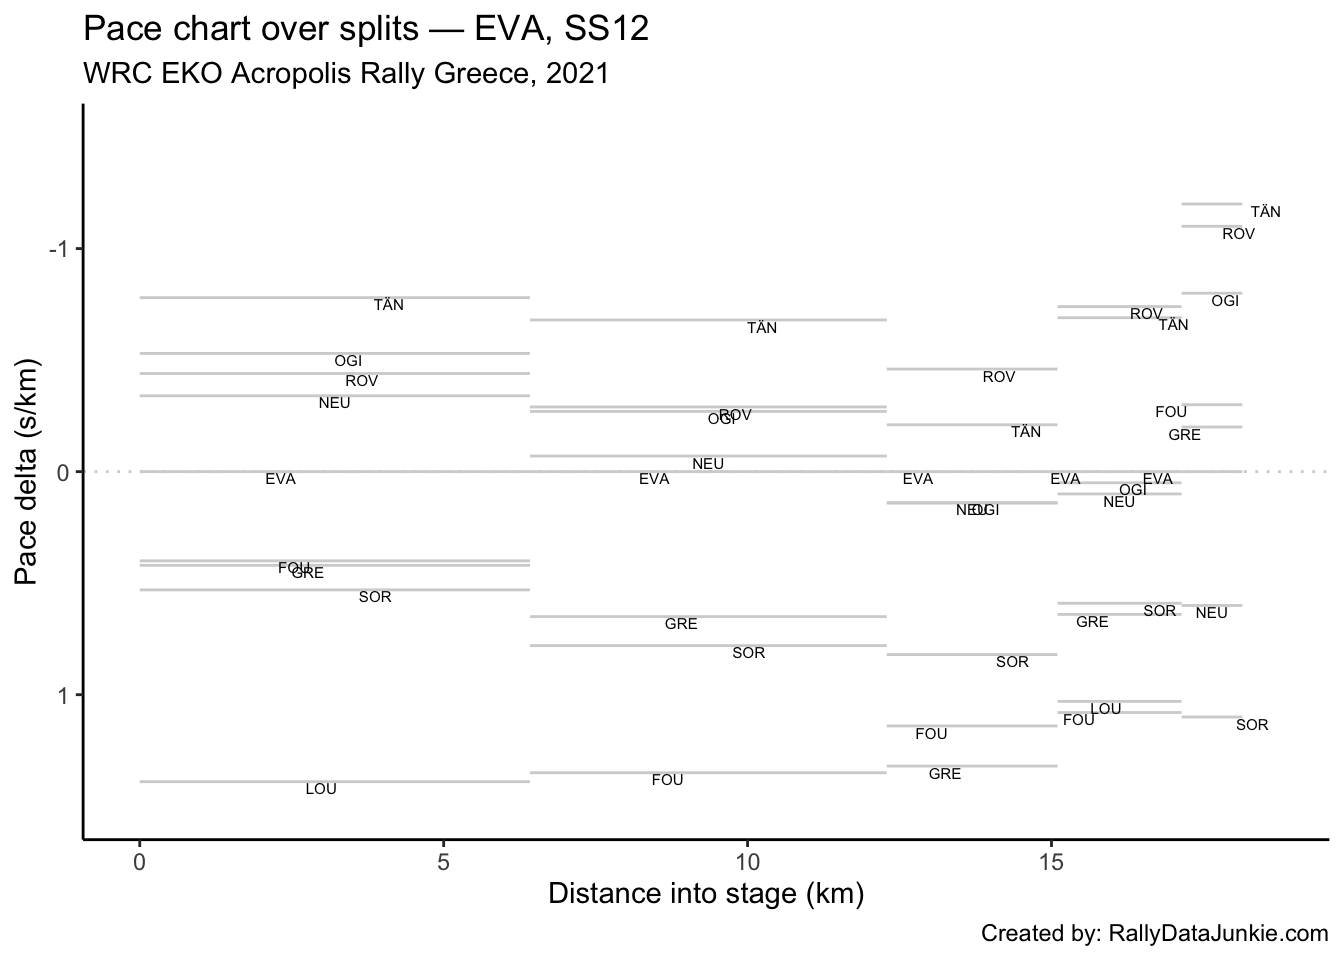 Pace chart over splits — EVA, SS12
WRC EKO Acropolis Rally Greece, 2021
Pace delta (s/km)
-1
0
1
TÄN
OGI
ROV
NEU
EVA
FOU
GRE
SOR
LOU
TÄN
ROV
OGI
NEU
EVA
GRE
SOR
FOU
ROV
TÄN
EVA
NEU
OGI
SOR
FOU
GRE
ROV
TÄN
EVA
OGI
NEU
SOR
GRE
LOU
FOU
TÄN
ROV
OGI
FOU
GRE
EVA
NEU
SOR
0 5 10 15
Distance into stage (km)
Created by: RallyDataJunkie.com